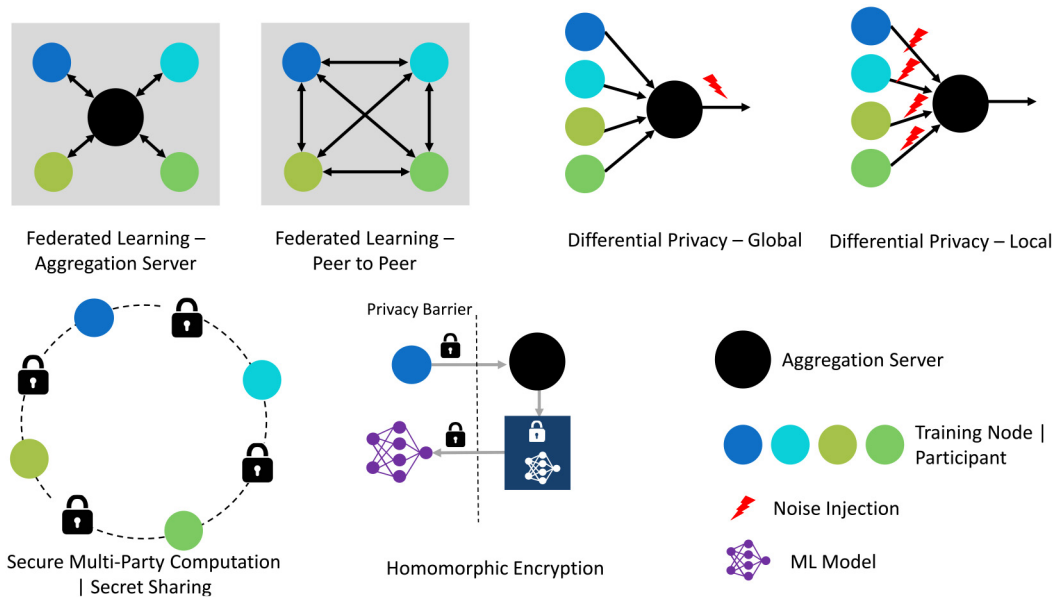 Federated Learning –
Aggregation Server
Federated Learning –
Peer to Peer
Differential Privacy – Global
Differential Privacy – Local
Privacy Barrier
Secure Multi-Party Computation
| Secret Sharing
Homomorphic Encryption
Aggregation Server
Training Node |
Participant
Noise Injection
ML Model